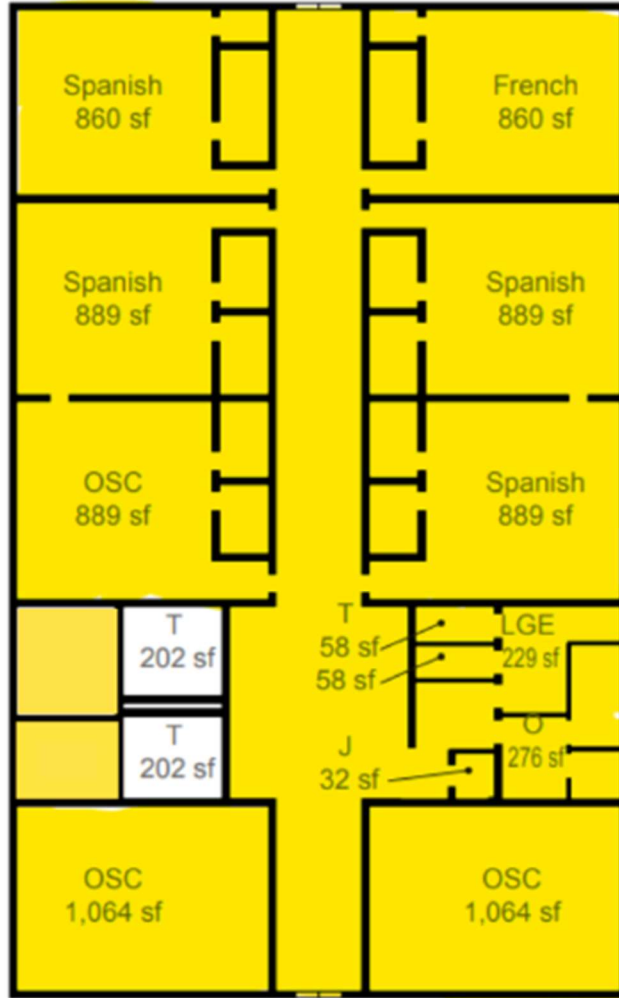 Spanish
860 sf
French
860 sf
Spanish
889 sf
Spanish
889 sf
OSC
889 sf
Spanish
889 sf
T
202 sf
T
58 sf
58 sf
LGE
229 sf
T
202 sf
J
32 sf
O
276 sf
OSC
1,064 sf
OSC
1,064 sf